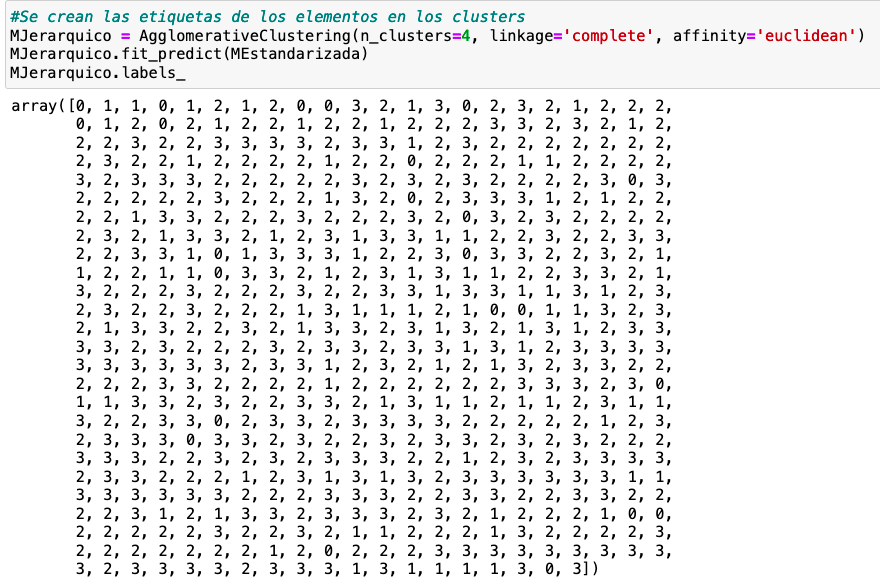 #Se crean las etiquetas de los elementos en los clusters
MJerarquico = AgglomerativeClustering(n_clusters=4, linkage='complete', affinity='euclidean')
MJerarquico.fit_predict(MEstandarizada)
MJerarquico.labels_
array([0, 1, 1, 0, 1, 2, 1, 2, 0, 0, 3, 2, 1, 3, 0, 2, 3, 2, 1, 2, 2, 2,
0, 1, 2, 0, 2, 1, 2, 2, 1, 2, 2, 1, 2, 2, 2, 3, 3, 2, 3, 2, 1, 2,
2, 2, 3, 2, 2, 3, 3, 3, 3, 2, 3, 3, 1, 2, 3, 2, 2, 2, 2, 2, 2, 2,
2, 3, 2, 2, 1, 2, 2, 2, 2, 1, 2, 2, 0, 2, 2, 2, 1, 1, 2, 2, 2, 2,
3, 2, 3, 3, 3, 2, 2, 2, 2, 2, 3, 2, 3, 2, 3, 2, 2, 2, 2, 3, 0, 3,
2, 2, 2, 2, 2, 3, 2, 2, 2, 1, 3, 2, 0, 2, 3, 3, 3, 1, 2, 1, 2, 2,
2, 2, 1, 3, 3, 2, 2, 2, 3, 2, 2, 2, 3, 2, 0, 3, 2, 3, 2, 2, 2, 2,
2, 3, 2, 1, 3, 3, 2, 1, 2, 3, 1, 3, 3, 1, 1, 2, 2, 3, 2, 2, 3, 3,
2, 2, 3, 3, 1, 0, 1, 3, 3, 3, 1, 2, 2, 3, 0, 3, 3, 2, 2, 3, 2, 1,
1, 2, 2, 1, 1, 0, 3, 3, 2, 1, 2, 3, 1, 3, 1, 1, 2, 2, 3, 3, 2, 1,
3, 2, 2, 2, 3, 2, 2, 2, 3, 2, 2, 3, 3, 1, 3, 3, 1, 1, 3, 1, 2, 3,
2, 3, 2, 2, 3, 2, 2, 2, 1, 3, 1, 1, 1, 2, 1, 0, 0, 1, 1, 3, 2, 3,
2, 1, 3, 3, 2, 2, 3, 2, 1, 3, 3, 2, 3, 1, 3, 2, 1, 3, 1, 2, 3, 3,
3, 3, 2, 3, 2, 2, 2, 3, 2, 3, 3, 2, 3, 3, 1, 3, 1, 2, 3, 3, 3, 3,
3, 3, 3, 3, 3, 3, 2, 3, 3, 1, 2, 3, 2, 1, 2, 1, 3, 2, 3, 3, 2, 2,
2, 2, 2, 3, 3, 2, 2, 2, 2, 1, 2, 2, 2, 2, 2, 2, 3, 3, 3, 2, 3, 0,
1, 1, 3, 3, 2, 3, 2, 2, 3, 3, 2, 1, 3, 1, 1, 2, 1, 1, 2, 3, 1, 1,
3, 2, 2, 3, 3, 0, 2, 3, 3, 2, 3, 3, 3, 3, 2, 2, 2, 2, 2, 1, 2, 3,
2, 3, 3, 3, 0, 3, 3, 2, 3, 2, 2, 3, 2, 3, 3, 2, 3, 2, 3, 2, 2, 2,
3, 3, 3, 2, 2, 3, 2, 3, 2, 3, 3, 3, 2, 2, 1, 2, 3, 2, 3, 3, 3, 3,
2, 3, 3, 2, 2, 2, 1, 2, 3, 1, 3, 1, 3, 2, 3, 3, 3, 3, 3, 3, 1, 1,
3, 3, 3, 3, 3, 3, 2, 2, 2, 3, 3, 3, 2, 2, 3, 3, 2, 2, 3, 3, 2, 2,
2, 2, 3, 1, 2, 1, 3, 3, 2, 3, 3, 3, 2, 3, 2, 1, 2, 2, 2, 1, 0, 0,
2, 2, 2, 2, 2, 3, 2, 2, 3, 2, 1, 1, 2, 2, 2, 1, 3, 2, 2, 2, 2, 3,
2, 2, 2, 2, 2, 2, 2, 1, 2, 0, 2, 2, 2, 3, 3, 3, 3, 3, 3, 3, 3, 3,
3, 2, 3, 3, 3, 3, 2, 3, 3, 3, 1, 3, 1, 1, 1, 1, 3, 0, 3])